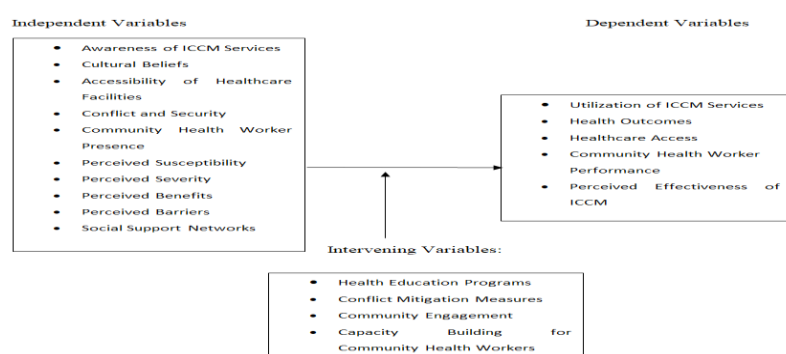 Independent Variables
Dependent Variables
• Awareness of ICCM Services
• Cultural Beliefs
• Accessibility of Healthcare
Facilities
• Conflict and Security
• Community Health Worker
Presence
• Perceived Susceptibility
• Perceived Severity
• Perceived Benefits
• Perceived Barriers
• Social Support Networks
• Utilization of ICCM Services
• Health Outcomes
• Healthcare Access
• Community Health Worker
Performance
• Perceived Effectiveness of
ICCM
Intervening Variables:
• Health Education Programs
• Conflict Mitigation Measures
• Community Engagement
• Capacity Building for
Community Health Workers